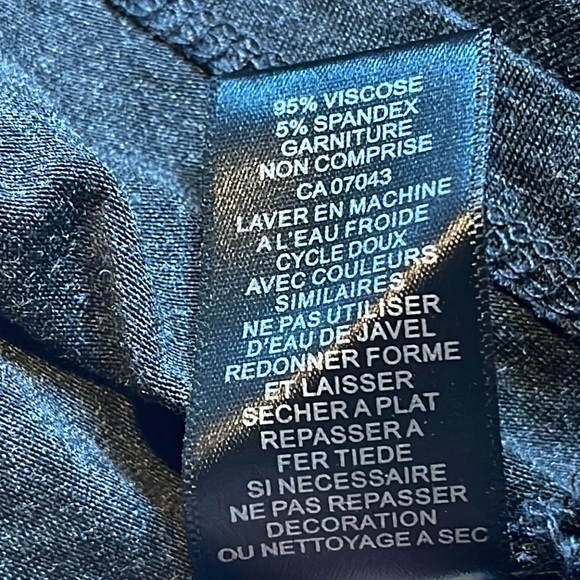 95% VISCOSE
5% SPANDEX
GARNITURE
NON COMPRISE
CA 07043
LAVER EN MACHINE
A L'EAU FROIDE
CYCLE DOUX
AVEC COULEURS
SIMILAIRES
NE PAS UTILISER
D'EAU DE JAVEL
REDONNER FORME
ET LAISSER
SECHER A PLAT
REPASSER A
FER TIEDE
SI NECESSAIRE
NE PAS REPASSER
DECORATION
OU NETTOYAGE A SEC